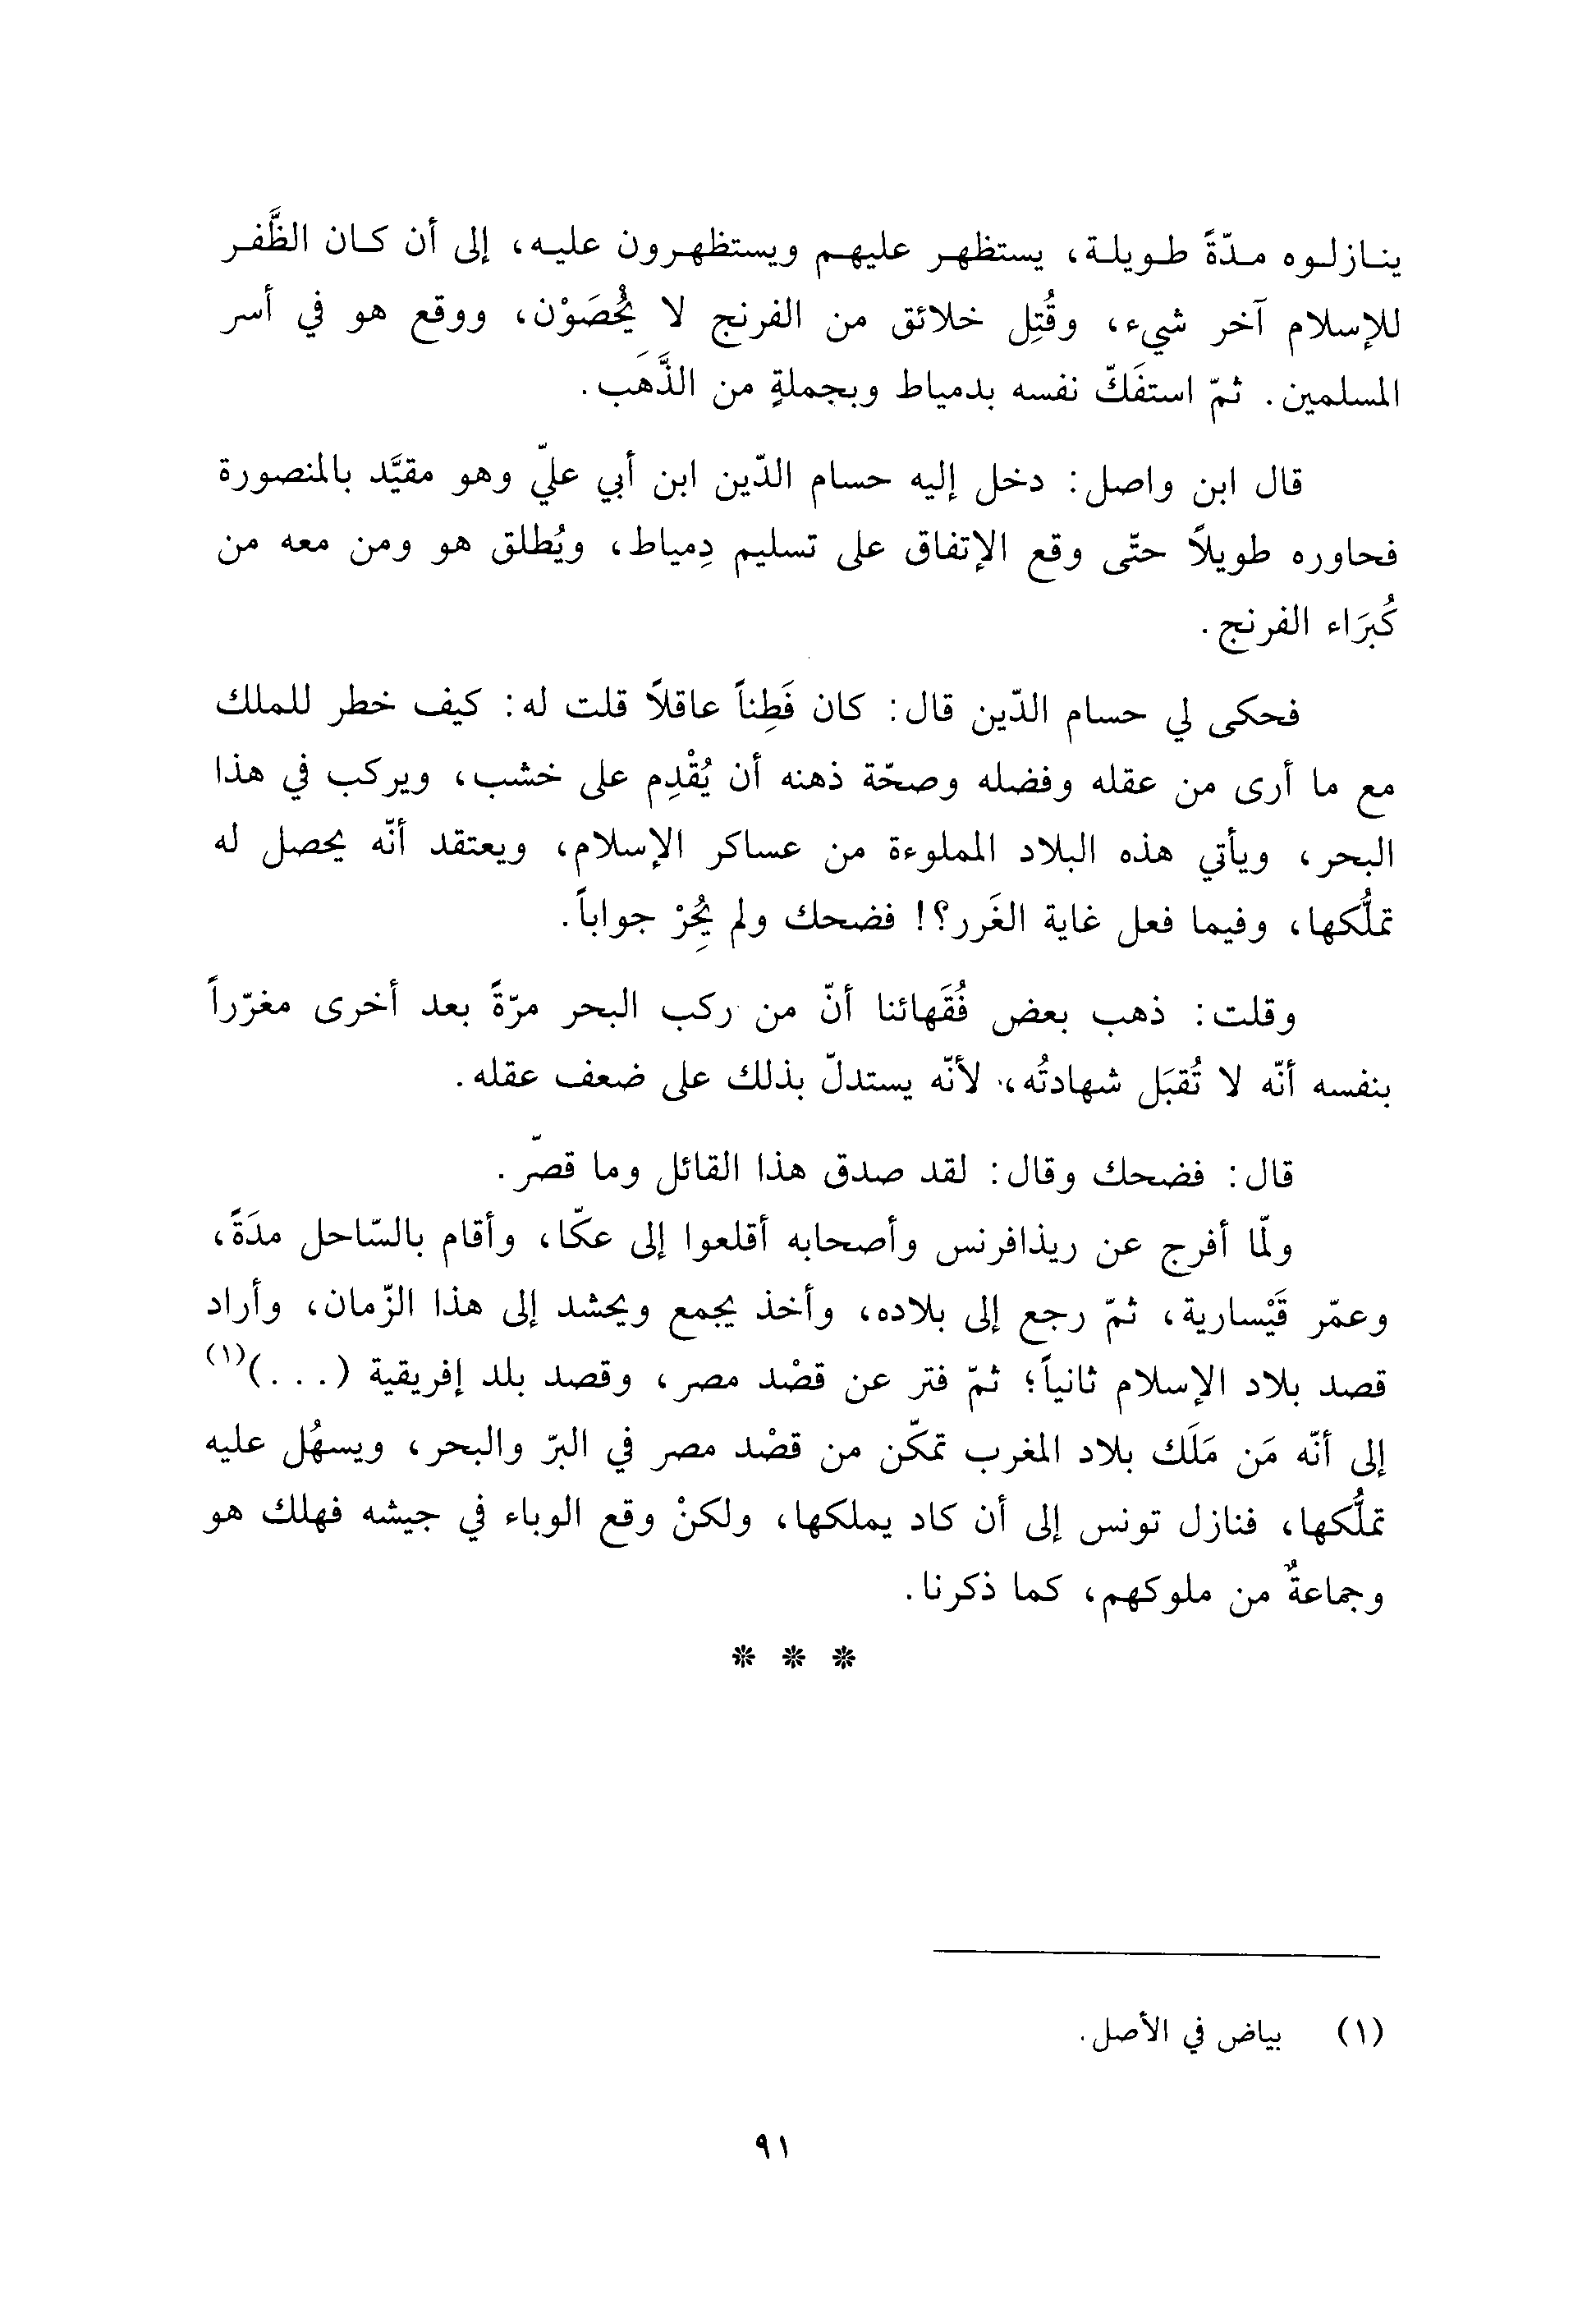 ينازلوه مدّةً طويلة، يستظهر عليهم ويستظهرون عليه، إلى أن كان الظَّفر
للإسلام آخر شيء، وقُتِل خلائق من الفرنج لا يُحْصَوْن، ووقع هو في أسر
المسلمين. ثمّ استفَكّ نفسه بدمياط وبجملةٍ من الذَّهَب.
قال ابن واصل: دخل إليه حسام الدّين ابن أبي عليّ وهو مقيَّد بالمنصورة
فحاوره طويلاً حتّى وقع الإتفاق على تسليم دِمياط، ويُطلق هو ومن معه من
كُبرَاء الفرنج.
فحكى لي حسام الدّين قال: كان فَطِناً عاقلاً قلت له: كيف خطر للملك
مع ما أرى من عقله وفضله وصحّة ذهنه أن يُقْدِم على خشب، ويركب في هذا
البحر، ويأتي هذه البلاد المملوءة من عساكر الإسلام، ويعتقد أنّه يحصل له
تملُّكها، وفيما فعل غاية الغَرر؟! فضحك ولم يُحِرْ جواباً.
وقلت: ذهب بعض فُقَهائنا أنّ من ركب البحر مرّةً بعد أخرى مغرّراً
بنفسه أنّه لا تُقبَل شهادتُه، لأنّه يستدلّ بذلك على ضعف عقله.
قال: فضحك وقال: لقد صدق هذا القائل وما قصّر.
ولّما أفرج عن ريذافرنس وأصحابه أقلعوا إلى عكّا، وأقام بالسّاحل مدَةً،
وعمّر قَيْسارية، ثمّ رجع إلى بلاده، وأخذ يجمع ويحشد إلى هذا الزّمان، وأراد
قصد بلاد الإسلام ثانياً؛ ثمّ فتر عن قصْد مصر، وقصد بلد إفريقية (...)(١)
إلى أنّه مَن مَلَك بلاد المغرب تمكّن من قصْد مصر في البرّ والبحر، ويسهُل عليه
تملُّكها، فنازل تونس إلى أن كاد يملكها، ولكنْ وقع الوباء في جيشه فهلك هو
وجماعةٌ من ملوكهم، كما ذكرنا.
* * *
(١) بياض في الأصل.
٩١